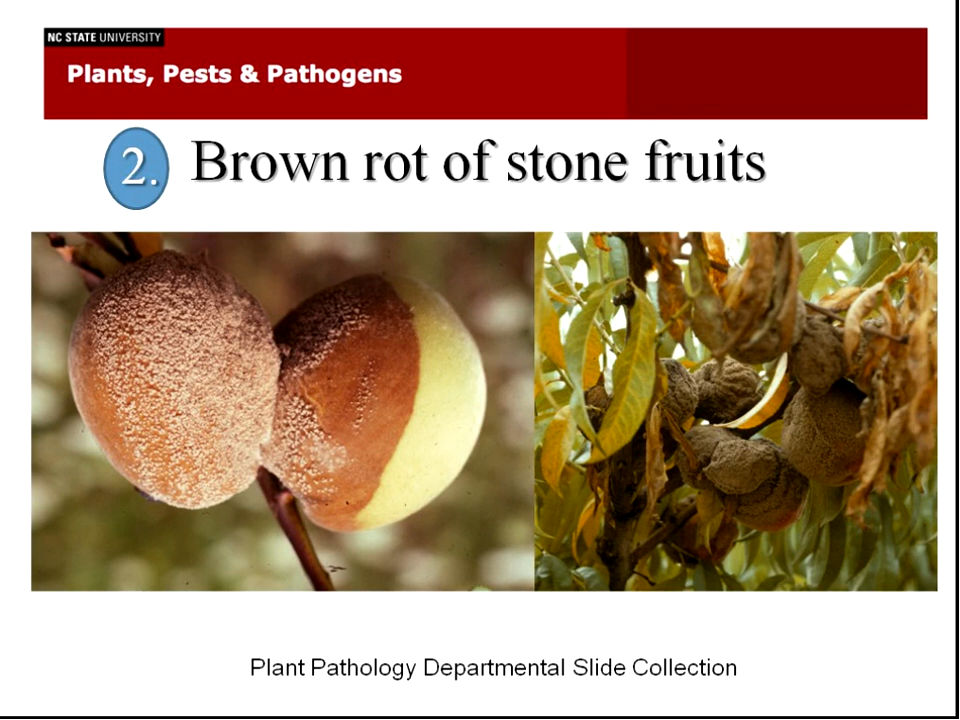 NC STATE UNIVERSITY
Plants, Pests & Pathogens
2. Brown rot of stone fruits
Plant Pathology Departmental Slide Collection